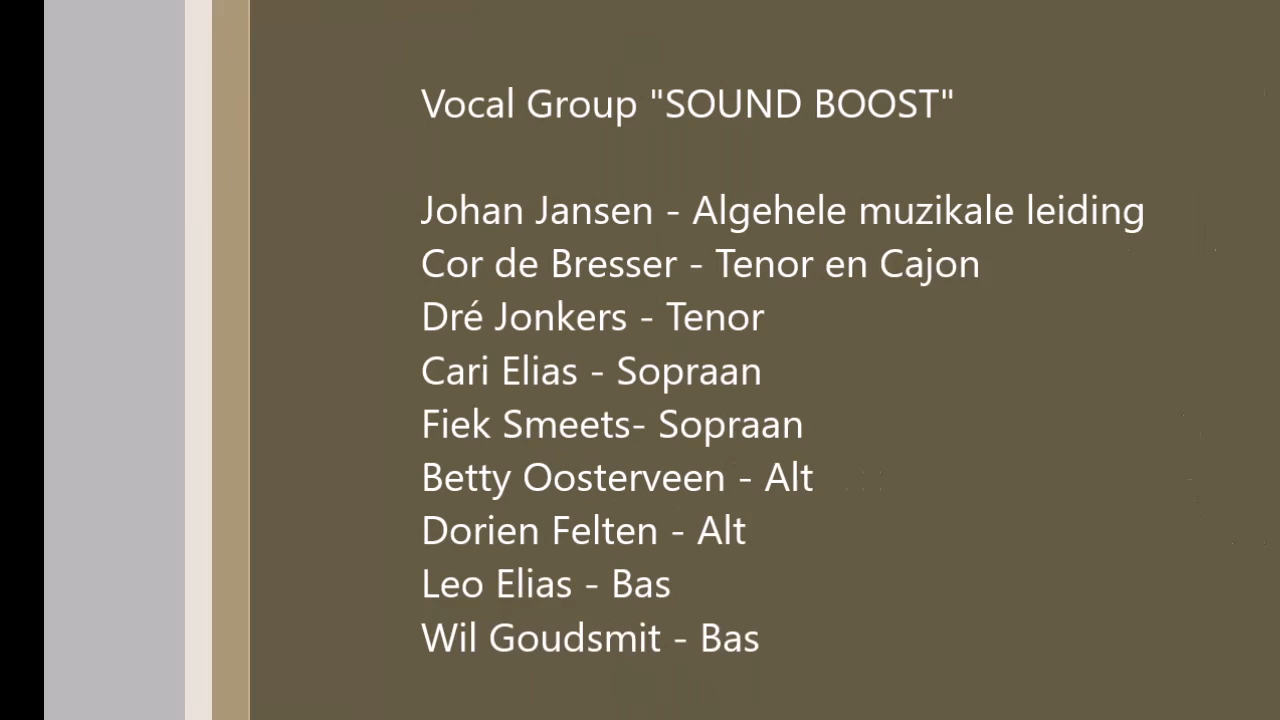 Vocal Group "SOUND BOOST"
Johan Jansen - Algehele muzikale leiding
Cor de Bresser - Tenor en Cajon
Dré Jonkers - Tenor
Cari Elias - Sopraan
Fiek Smeets- Sopraan
Betty Oosterveen - Alt
Dorien Felten - Alt
Leo Elias - Bas
Wil Goudsmit - Bas